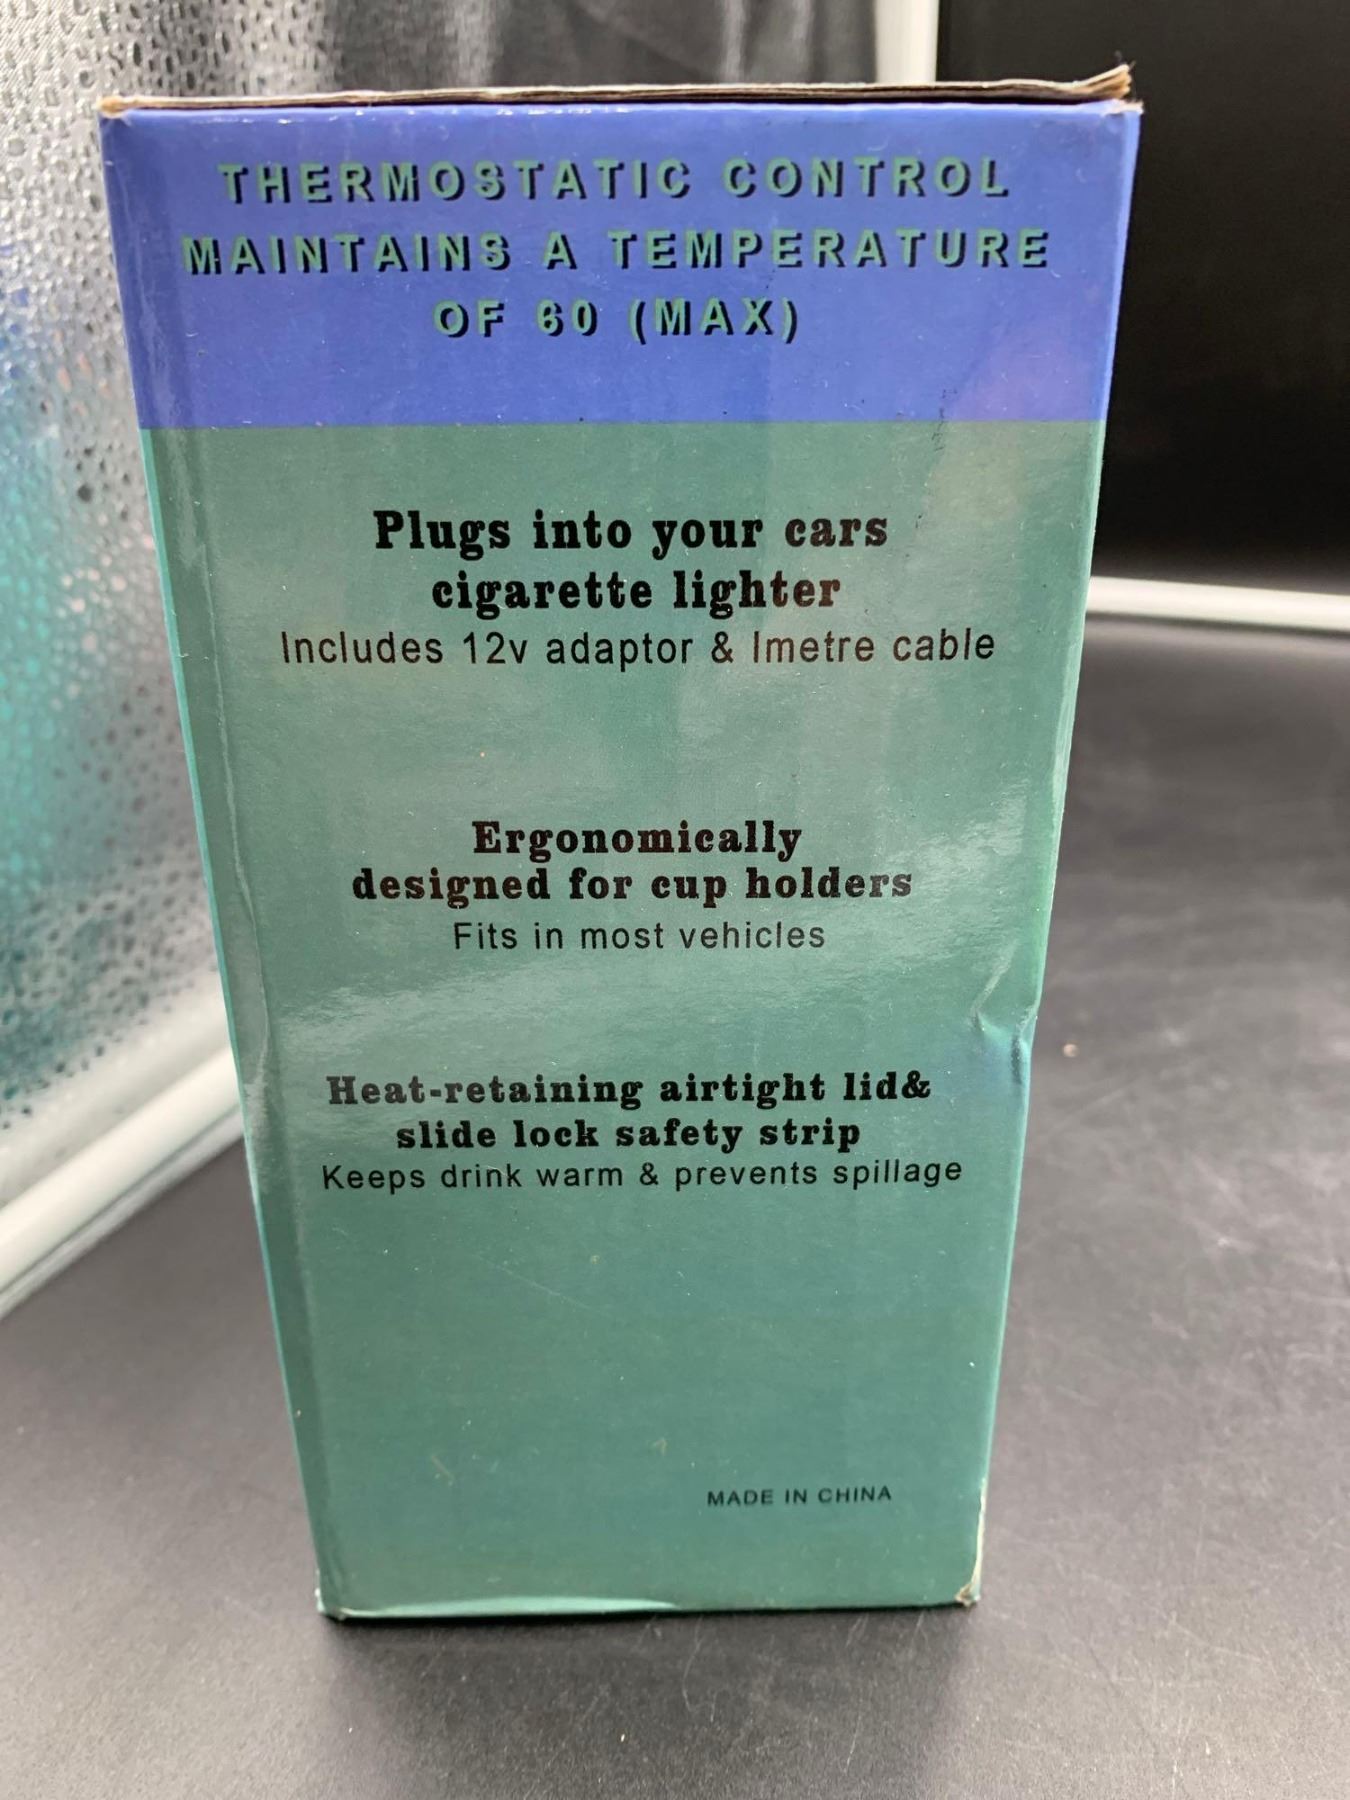 THERMOSTATIC CONTROL
MAINTAINS A TEMPERATURE
OF 60 (MAX)
Plugs into your cars
cigarette lighter
Includes 12v adaptor & lmetre cable
Ergonomically
designed for cup holders
Fits in most vehicles
Heat-retaining airtight lid&
slide lock safety strip
Keeps drink warm & prevents spillage
MADE IN CHINA